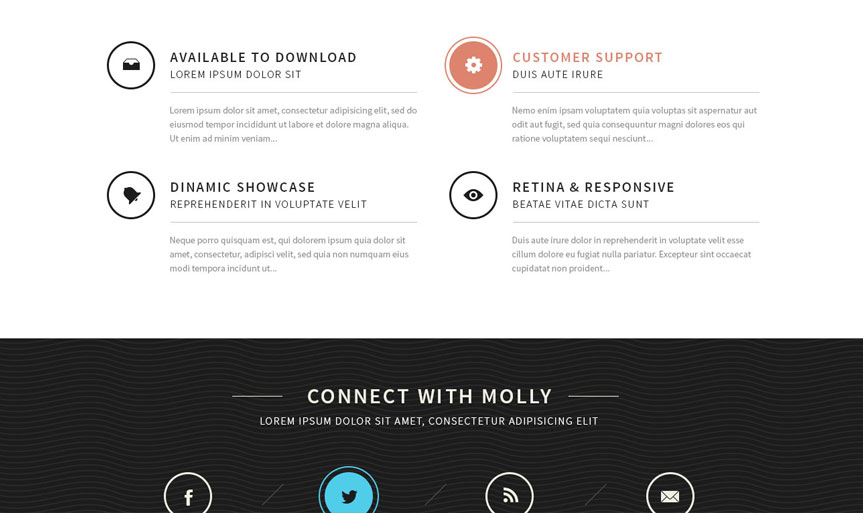 AVAILABLE TO DOWNLOAD
LOREM IPSUM DOLOR SIT
Lorem ipsum dolor sit amet, consectetur adipisicing elit, sed do
eiusmod tempor incididunt ut labore et dolore magna aliqua.
Ut enim ad minim veniam...
CUSTOMER SUPPORT
DUIS AUTE IRURE
Nemo enim ipsam voluptatem quia voluptas sit aspernatur aut
odit aut fugit, sed quia consequuntur magni dolores eos qui
ratione voluptatem sequi nesciunt...
DINAMIC SHOWCASE
REPREHENDERIT IN VOLUPTATE VELIT
Neque porro quisquam est, qui dolorem ipsum quia dolor sit
amet, consectetur, adipisci velit, sed quia non numquam eius
modi tempora incidunt ut...
RETINA & RESPONSIVE
BEATAE VITAE DICTA SUNT
Duis aute irure dolor in reprehenderit in voluptate velit esse
cillum dolore eu fugiat nulla pariatur. Excepteur sint occaecat
cupidatat non proident...
CONNECT WITH MOLLY
LOREM IPSUM DOLOR SIT AMET, CONSECTETUR ADIPISICING ELIT